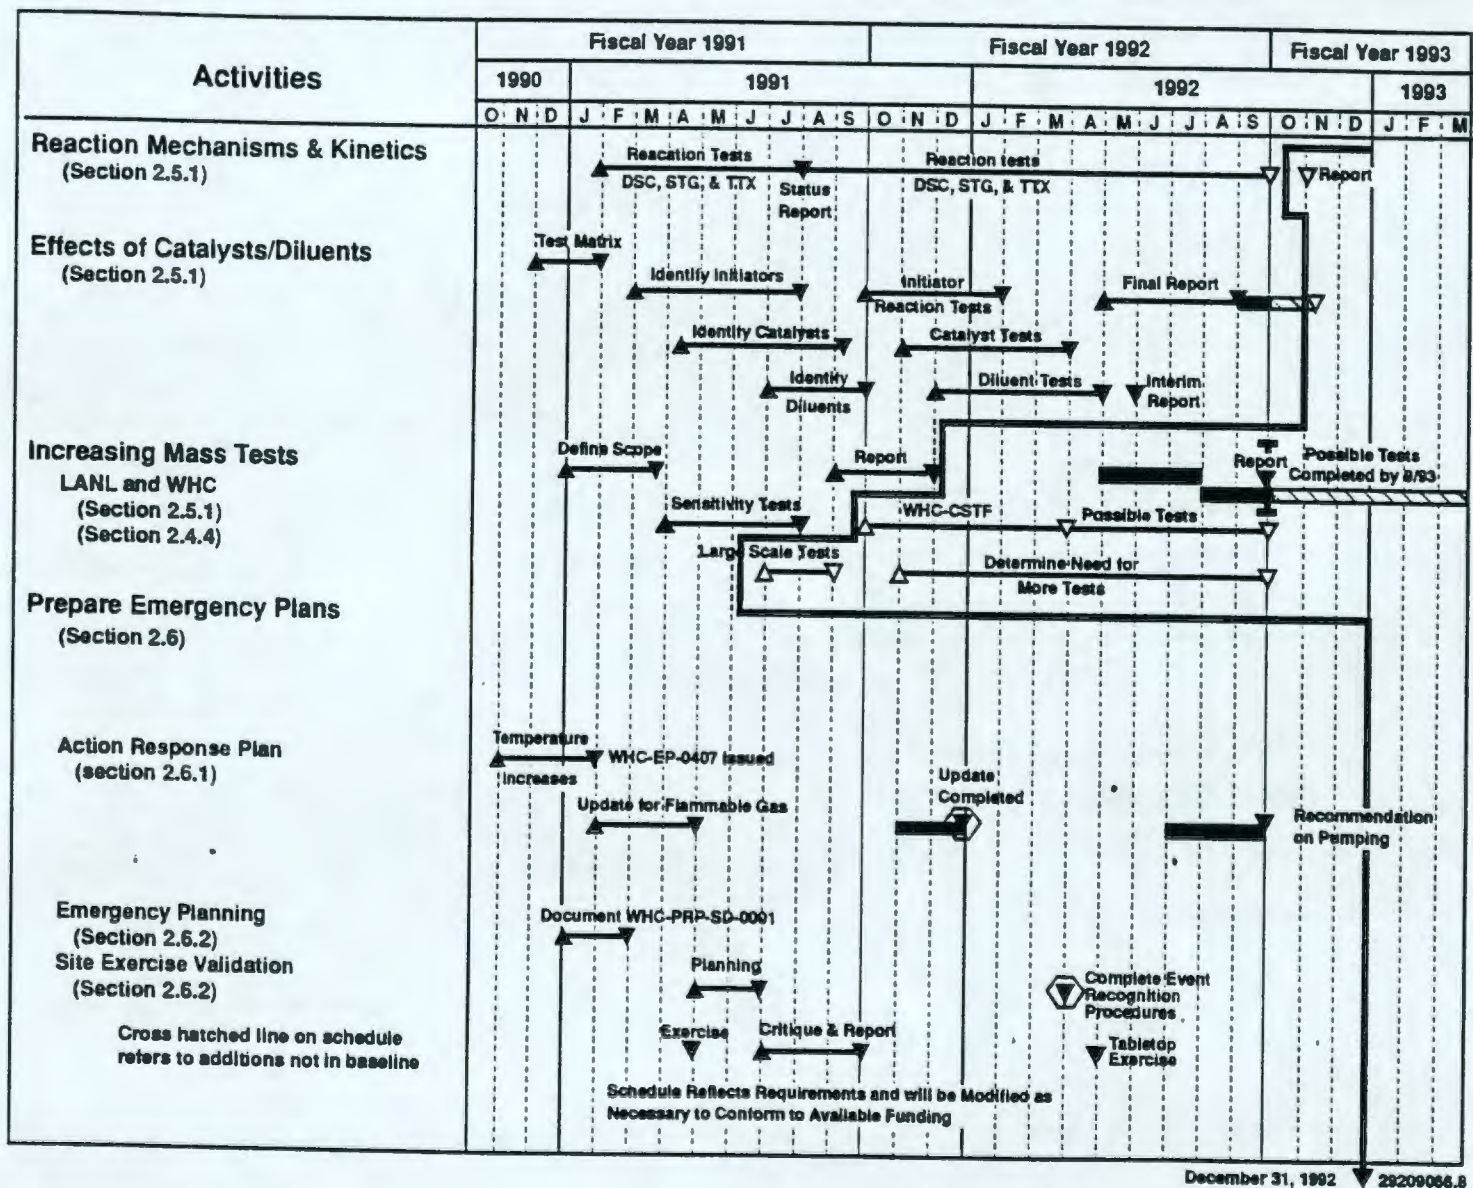 Fiscal Year 1991 Fiscal Year 1992 Fiscal Year 1993
Activities
1990 1991 1992 1993
O N D J F M A M J J A S O N D J F M A M J J A S O N D J F M
Reaction Mechanisms & Kinetics
(Section 2.5.1)
Reacation Tests
DSC, STG, & TTX
Status
Report
Reaction tests
DSC, STG, & TTX
Report
Effects of Catalysts/Diluents
(Section 2.5.1)
Test Matrix
Identify Initiators
Initiator
Reaction Tests
Final Report
Identify Catalysts
Catalyst Tests
Identify
Diluents
Diluent Tests
Interim
Report
Increasing Mass Tests
LANL and WHC
(Section 2.5.1)
(Section 2.4.4)
Define Scope
Report
Report
Possible Tests
Completed by 9/93
Sensitivity Tests
WHC-CSTF
Possible Tests
Large Scale Tests
Determine Need for
More Tests
Prepare Emergency Plans
(Section 2.6)
Action Response Plan
(section 2.6.1)
Temperature
Increases
WHC-EP-0407 Issued
Update for Flammable Gas
Update
Completed
Recommendation
on Pumping
Emergency Planning
(Section 2.6.2)
Document WHC-PRP-SD-0001
Site Exercise Validation
(Section 2.6.2)
Planning
Complete Event
Recognition
Procedures
Exercise
Critique & Report
Tabletop
Exercise
Cross hatched line on schedule
refers to additions not in baseline
Schedule Reflects Requirements and will be Modified as
Necessary to Conform to Available Funding
December 31, 1992
29209066.8